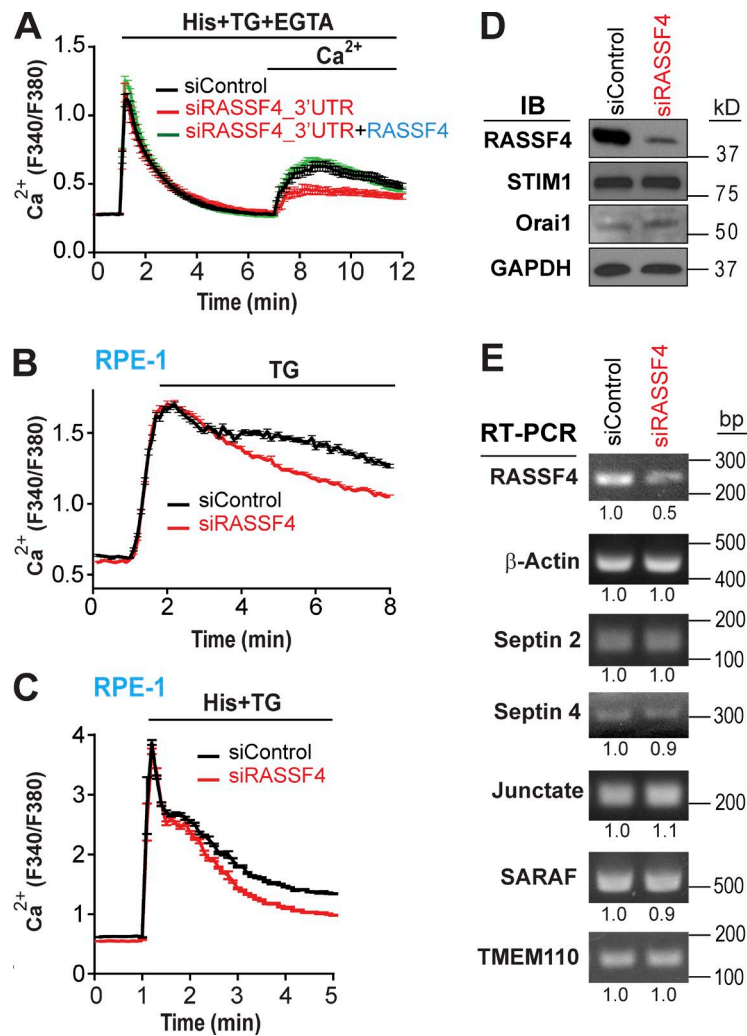 A
His+TG+EGTA
Ca2+
siControl
siRASSF4_3'UTR
siRASSF4_3'UTR+RASSF4
Ca2+ (F340/F380)
1.5
1.0
0.5
0.0
0 2 4 6 8 10 12
Time (min)
B
RPE-1
TG
siControl
siRASSF4
Ca2+ (F340/F380)
1.5
1.0
0.5
0 2 4 6 8
Time (min)
C
RPE-1
His+TG
siControl
siRASSF4
Ca2+ (F340/F380)
4
3
2
1
0
0 1 2 3 4 5
Time (min)
D
siControl
siRASSF4
IB
kD
RASSF4
37
STIM1
75
Orai1
50
GAPDH
37
E
siControl
siRASSF4
RT-PCR
bp
RASSF4
300
200
1.0 0.5
β-Actin
500
400
1.0 1.0
Septin 2
200
100
1.0 1.0
Septin 4
300
1.0 0.9
Junctate
200
1.0 1.1
SARAF
500
1.0 0.9
TMEM110
200
100
1.0 1.0